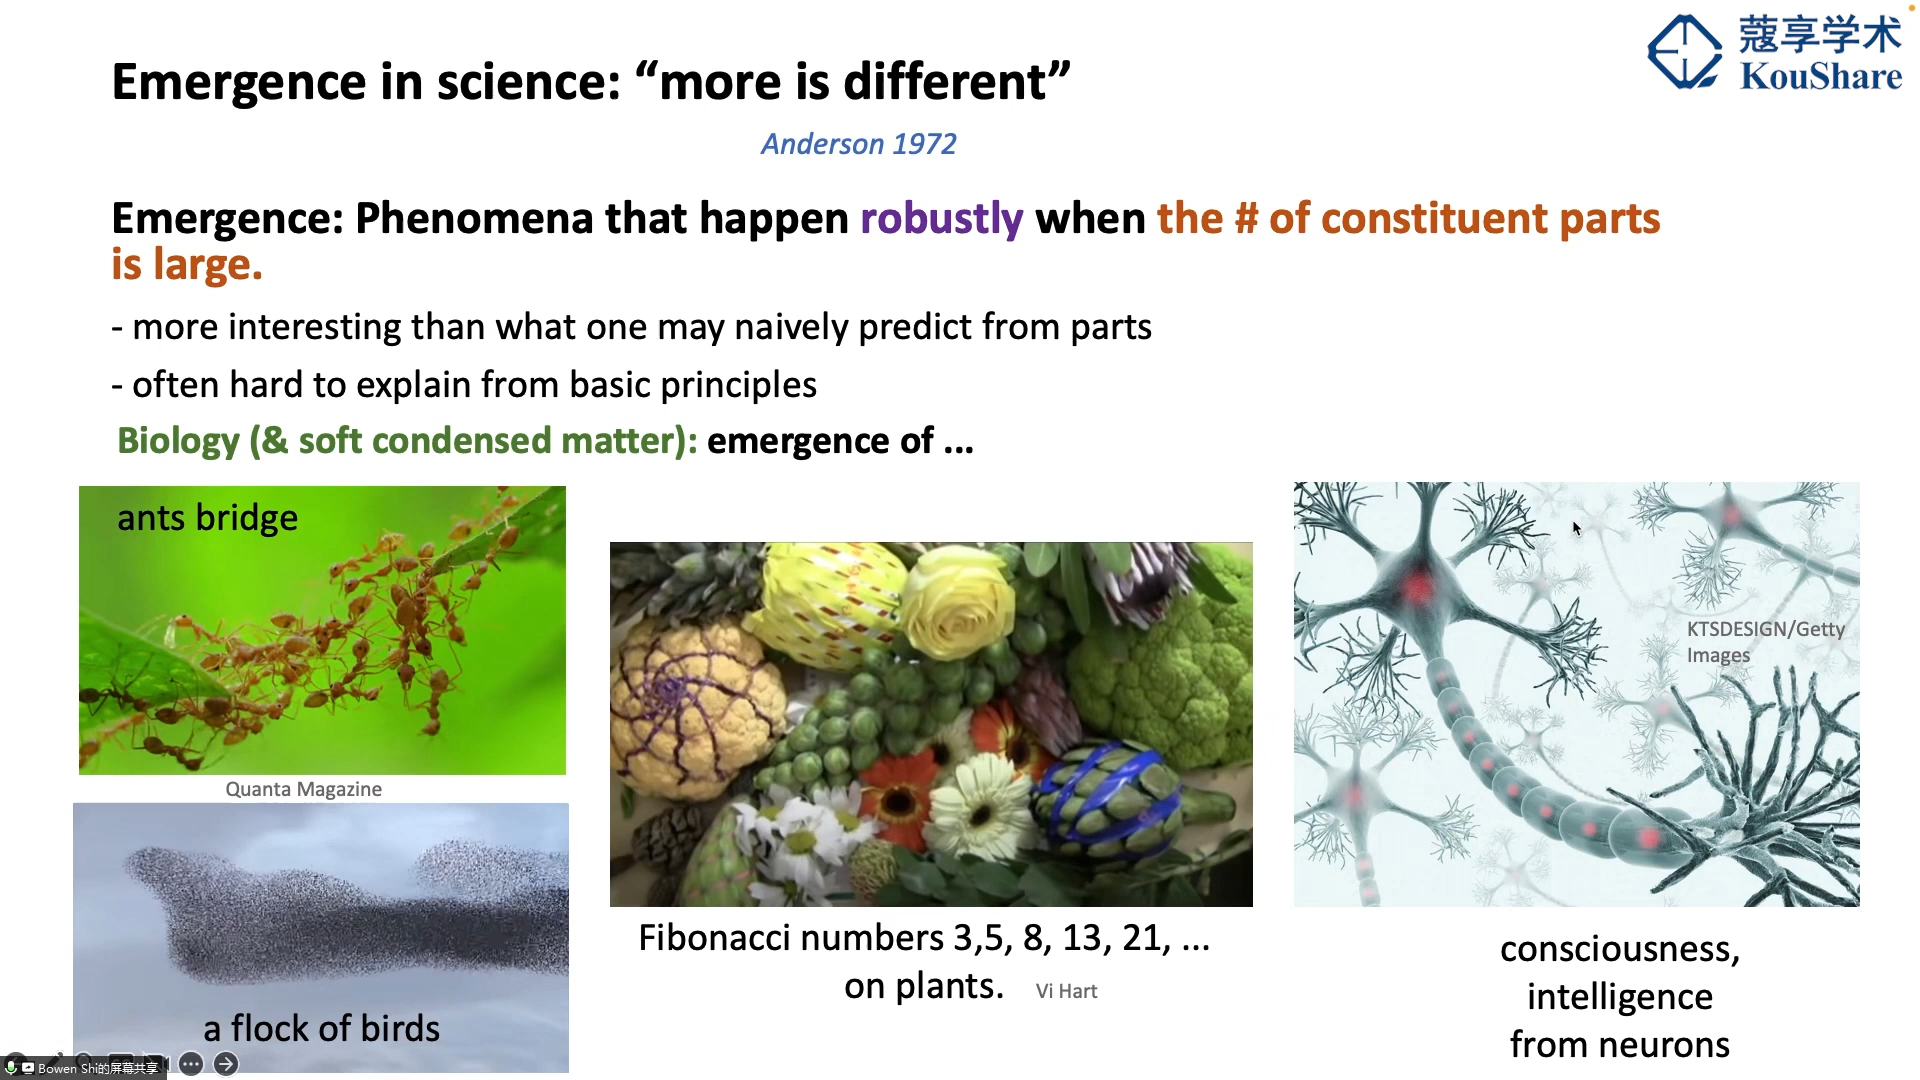 蔻享学术
KouShare
Emergence in science: “more is different”
Anderson 1972
Emergence: Phenomena that happen robustly when the # of constituent parts
is large.
- more interesting than what one may naively predict from parts
- often hard to explain from basic principles
Biology (& soft condensed matter): emergence of ...
ants bridge
Quanta Magazine
a flock of birds
Fibonacci numbers 3,5, 8, 13, 21, ...
on plants.
Vi Hart
KTSDESIGN/Getty
Images
consciousness,
intelligence
from neurons
Bowen Shi的屏幕共享